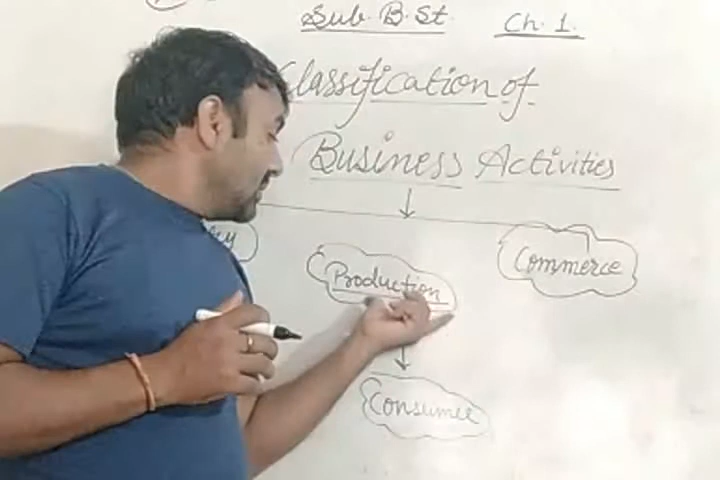 Sub. B. St. Ch. 1.
Classification of
Business Activities
Production
Commerce
Consumer